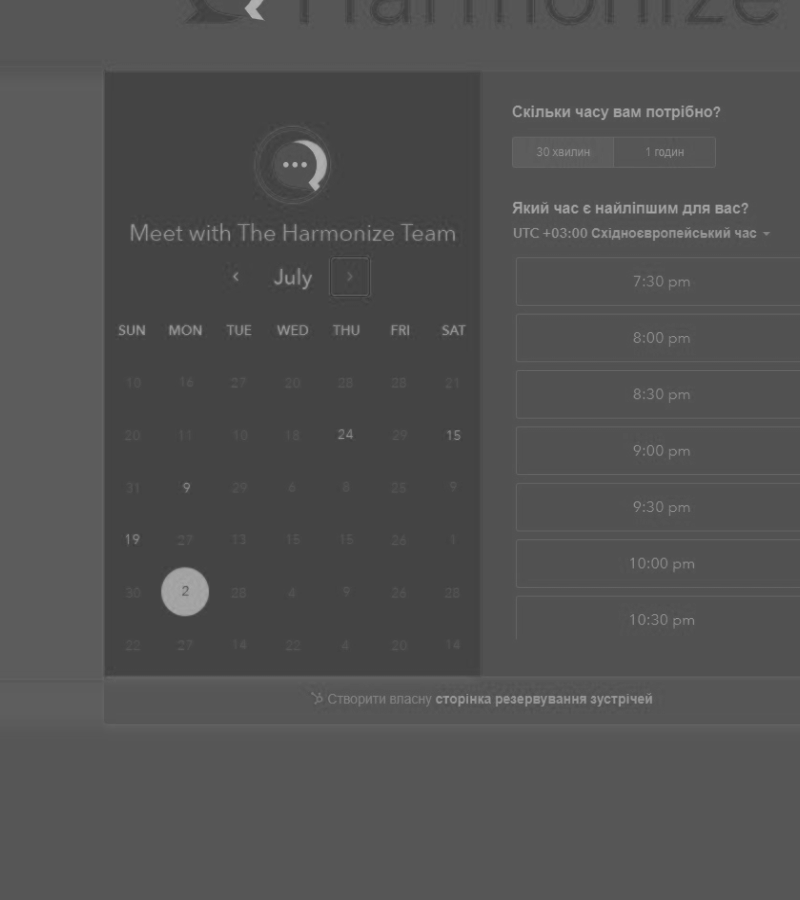 Harmonize
Meet with The Harmonize Team
July
SUN MON TUE WED THU FRI SAT
10 16 27 20 28 28 21
20 11 10 18 24 29 15
31 9 29 6 8 25 9
19 27 13 15 15 26 1
30 2 28 4 9 26 28
22 27 14 22 4 20 14
Скільки часу вам потрібно?
30 хвилин 1 годин
Який час є найліпшим для вас?
UTC +03:00 Східноєвропейський час
7:30 pm
8:00 pm
8:30 pm
9:00 pm
9:30 pm
10:00 pm
10:30 pm
Створити власну сторінка резервування зустрічей